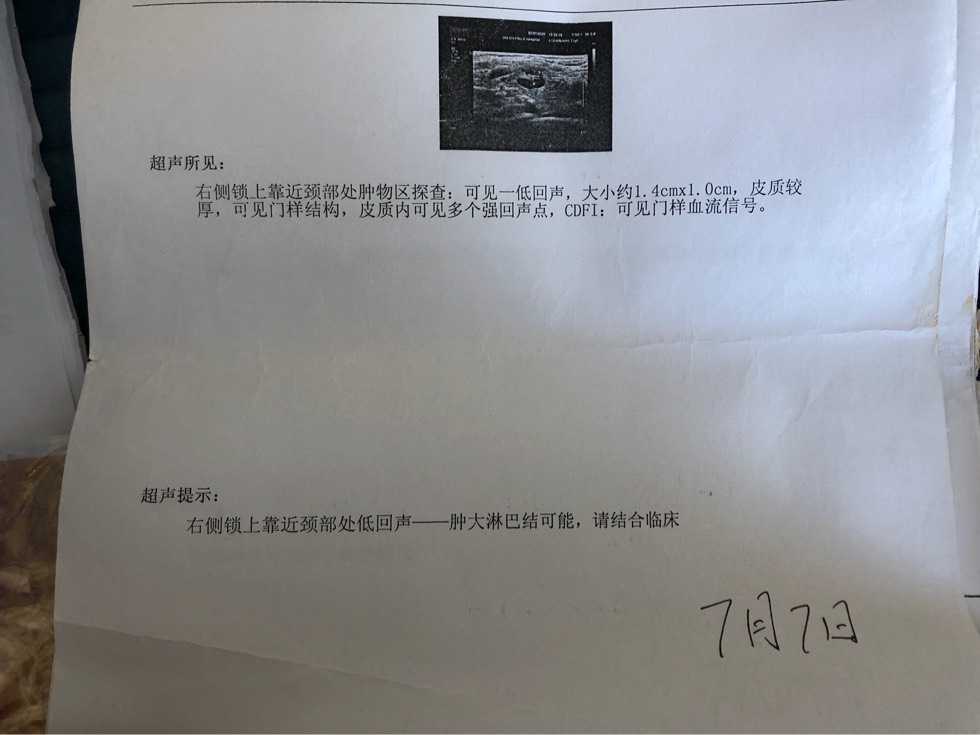 超声所见：
右侧锁上靠近颈部处肿物区探查：可见一低回声，大小约1.4cmx1.0cm，皮质较
厚，可见门样结构，皮质内可见多个强回声点，CDFI：可见门样血流信号。
超声提示：
右侧锁上靠近颈部处低回声——肿大淋巴结可能，请结合临床
7月7日